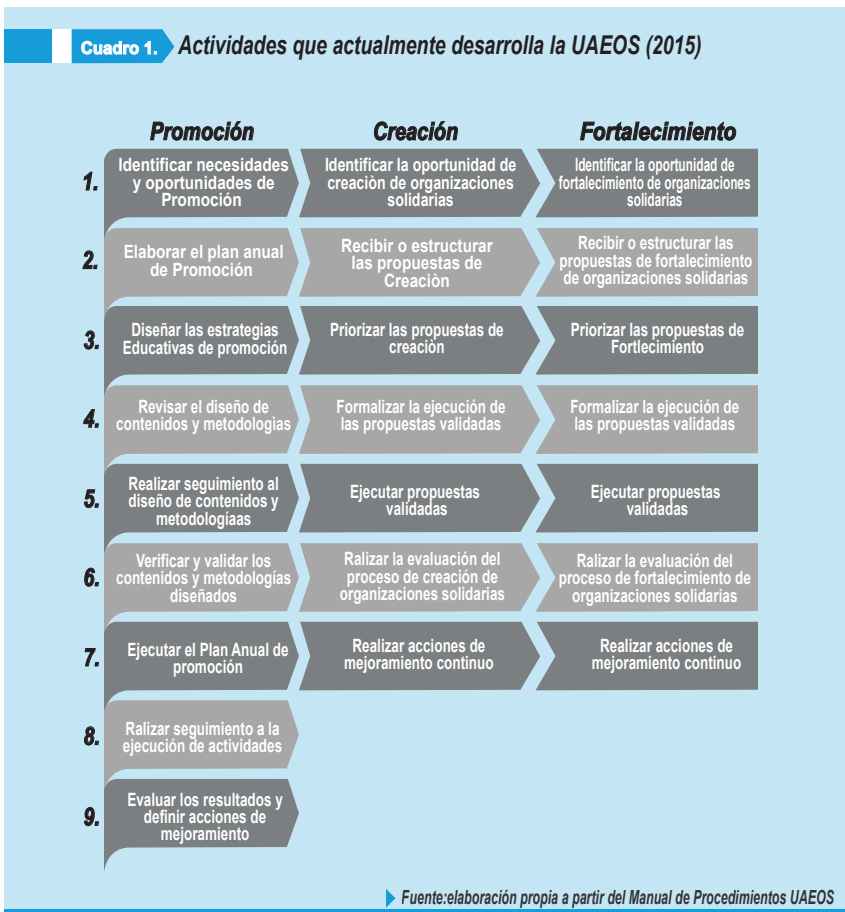 Cuadro 1. Actividades que actualmente desarrolla la UAEOS (2015)
Promoción
Creación
Fortalecimiento
1.
Identificar necesidades
y oportunidades de
Promoción
Identificar la oportunidad de
creaciòn de organizaciones
solidarias
Identificar la oportunidad de
fortalecimiento de organizaciones
solidarias
2.
Elaborar el plan anual
de Promoción
Recibir o estructurar
las propuestas de
Creaciòn
Recibir o estructurar las
propuestas de fortalecimiento
de organizaciones solidarias
3.
Diseñar las estrategias
Educativas de promoción
Priorizar las propuestas de
creaciòn
Priorizar las propuestas de
Fortlecimiento
4.
Revisar el diseño de
contenidos y metodologias
Formalizar la ejecución de
las propuestas validadas
Formalizar la ejecución de
las propuestas validadas
5.
Realizar seguimiento al
diseño de contenidos y
metodologíaas
Ejecutar propuestas
validadas
Ejecutar propuestas
validadas
6.
Verificar y validar los
contenidos y metodologías
diseñados
Ralizar la evaluación del
proceso de creación de
organizaciones solidarias
Ralizar la evaluación del
proceso de fortalecimiento de
organizaciones solidarias
7.
Ejecutar el Plan Anual de
promoción
Realizar acciones de
mejoramiento continuo
Realizar acciones de
mejoramiento continuo
8.
Ralizar seguimiento a la
ejecución de actividades
9.
Evaluar los resultados y
definir acciones de
mejoramiento
Fuente:elaboración propia a partir del Manual de Procedimientos UAEOS